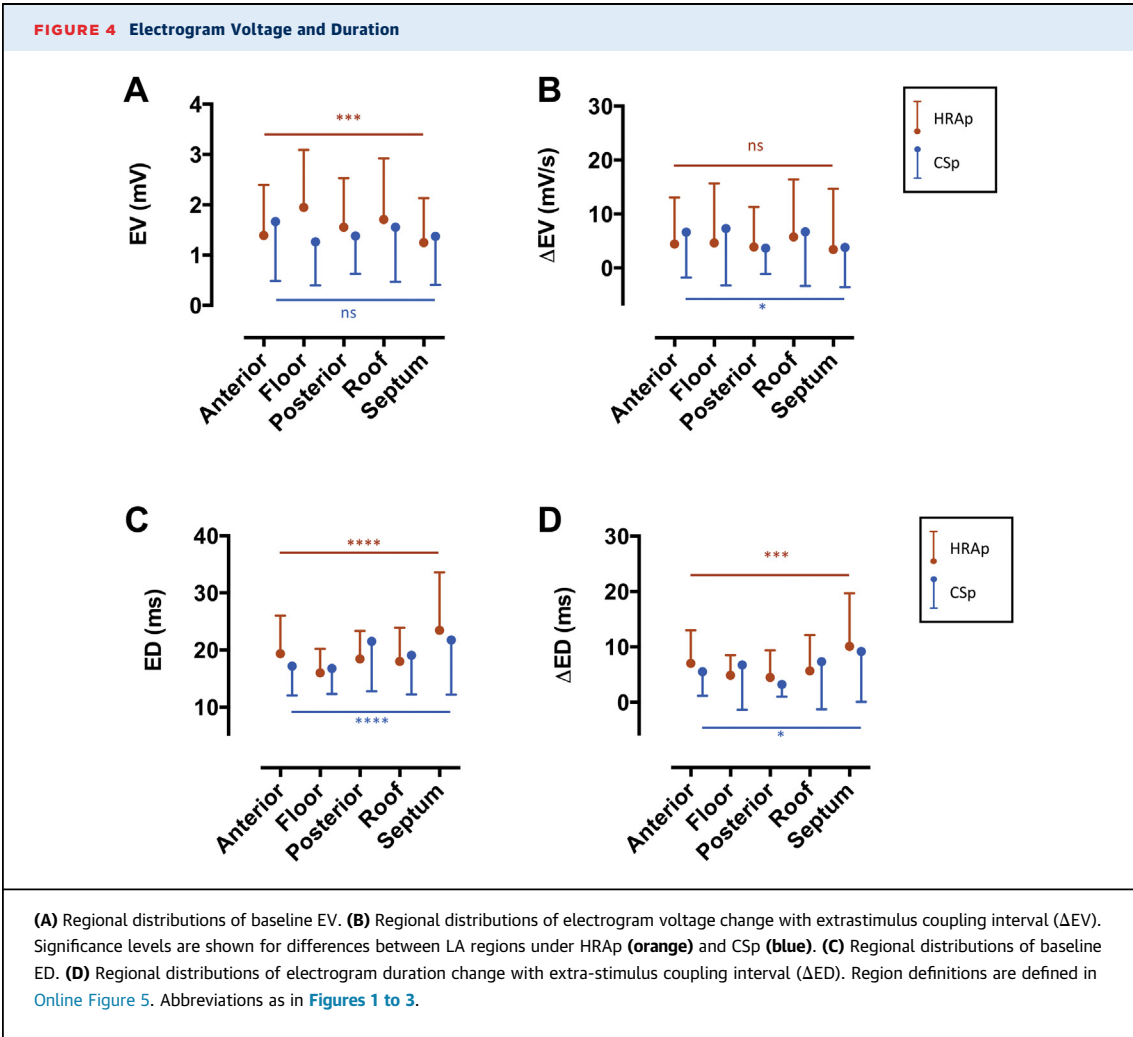 FIGURE 4 Electrogram Voltage and Duration
A
EV (mV)
4
3
2
1
0
***
ns
Anterior
Floor
Posterior
Roof
Septum
B
ΔEV (mV/s)
30
20
10
0
ns
*
Anterior
Floor
Posterior
Roof
Septum
HRAp
CSp
C
ED (ms)
40
30
20
10
****
****
Anterior
Floor
Posterior
Roof
Septum
D
ΔED (ms)
30
20
10
0
***
*
Anterior
Floor
Posterior
Roof
Septum
HRAp
CSp
(A) Regional distributions of baseline EV. (B) Regional distributions of electrogram voltage change with extrastimulus coupling interval (ΔEV).
Significance levels are shown for differences between LA regions under HRAp (orange) and CSp (blue). (C) Regional distributions of baseline
ED. (D) Regional distributions of electrogram duration change with extra-stimulus coupling interval (ΔED). Region definitions are defined in
Online Figure 5. Abbreviations as in Figures 1 to 3.